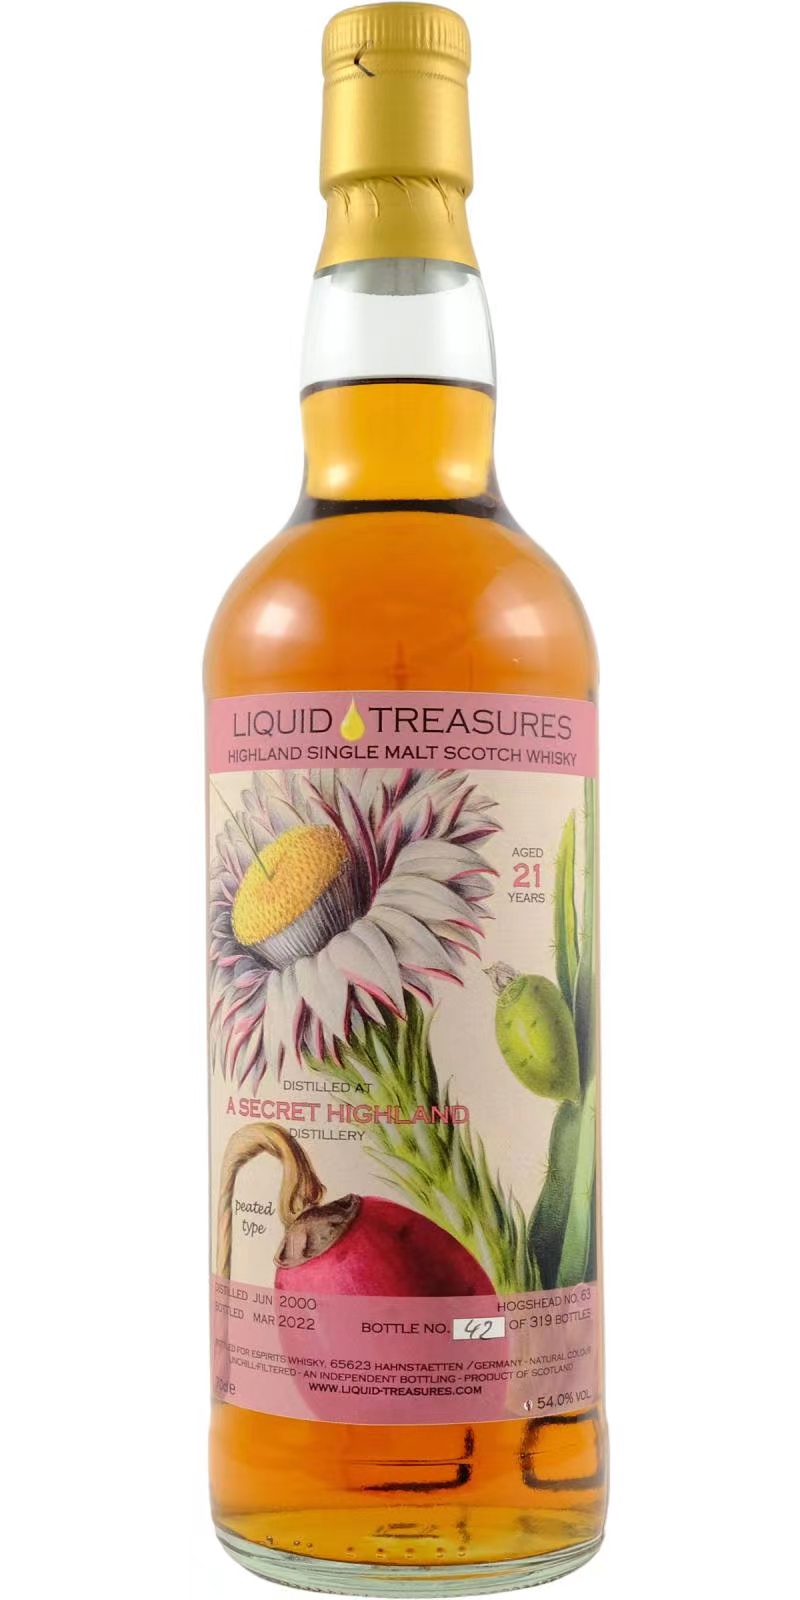 LIQUID TREASURES
HIGHLAND SINGLE MALT SCOTCH WHISKY
AGED
21
YEARS
DISTILLED AT
A SECRET HIGHLAND
DISTILLERY
peated
type
DISTILLED JUN 2000
BOTTLED MAR 2022
HOGSHEAD NO. 63
BOTTLE NO. 42 OF 319 BOTTLES
BOTTLED FOR ESPIRITS WHISKY, 65623 HAHNSTAETTEN / GERMANY - NATURAL COLOUR
UNCHILL-FILTERED - AN INDEPENDENT BOTTLING - PRODUCT OF SCOTLAND
WWW.LIQUID-TREASURES.COM
70cl e
54.0% VOL.